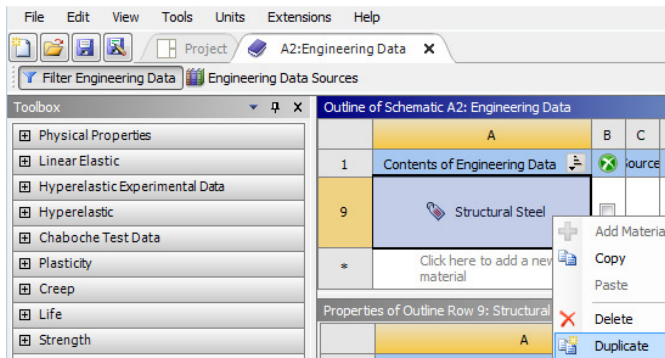 File Edit View Tools Units Extensions Help
Project A2:Engineering Data
Filter Engineering Data Engineering Data Sources
Toolbox
Physical Properties
Linear Elastic
Hyperelastic Experimental Data
Hyperelastic
Chaboche Test Data
Plasticity
Creep
Life
Strength
Outline of Schematic A2: Engineering Data
A B C
1 Contents of Engineering Data
9 Structural Steel
* Click here to add a new
material
Properties of Outline Row 9: Structural
A
Add Materia
Copy
Paste
Delete
Duplicate